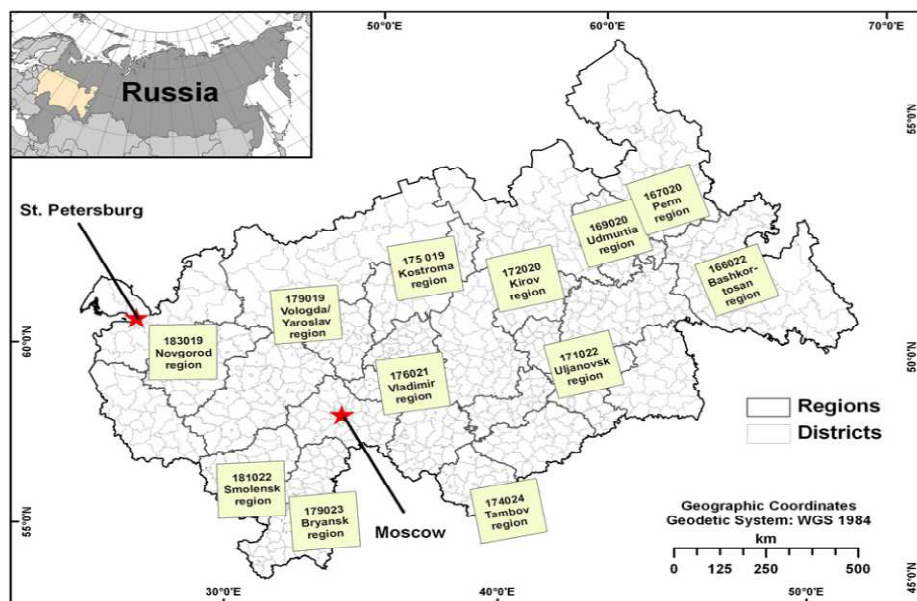 50°0'E
60°0'E
70°0'E
Russia
55°0'N
St. Petersburg
167020
Perm
region
169020
Udmurtia
region
175 019
Kostroma
region
172020
Kirov
region
166022
Bashkor-
tosan
region
179019
Vologda/
Yaroslav
region
60°0'N
183019
Novgorod
region
50°0'N
171022
Uljanovsk
region
176021
Vladimir
region
Regions
Districts
181022
Smolensk
region
179023
Bryansk
region
Moscow
174024
Tambov
region
Geographic Coordinates
Geodetic System: WGS 1984
km
0 125 250 500
55°0'N
45°0'N
30°0'E
40°0'E
50°0'E